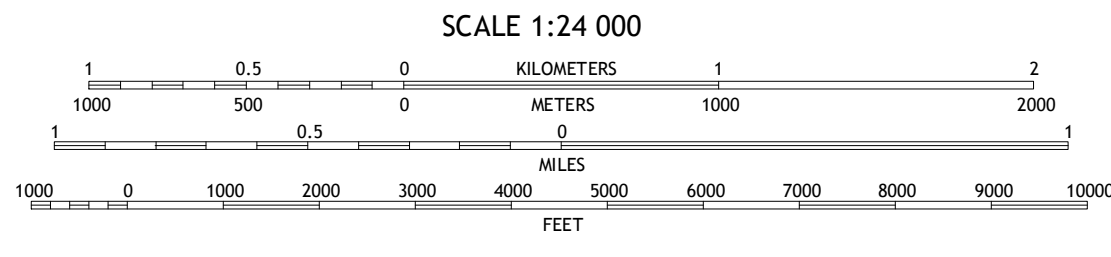 SCALE 1:24 000
1 0.5 0 KILOMETERS 1 2
1000 500 0 METERS 1000 2000
1 0.5 0 1
MILES
1000 0 1000 2000 3000 4000 5000 6000 7000 8000 9000 10000
FEET